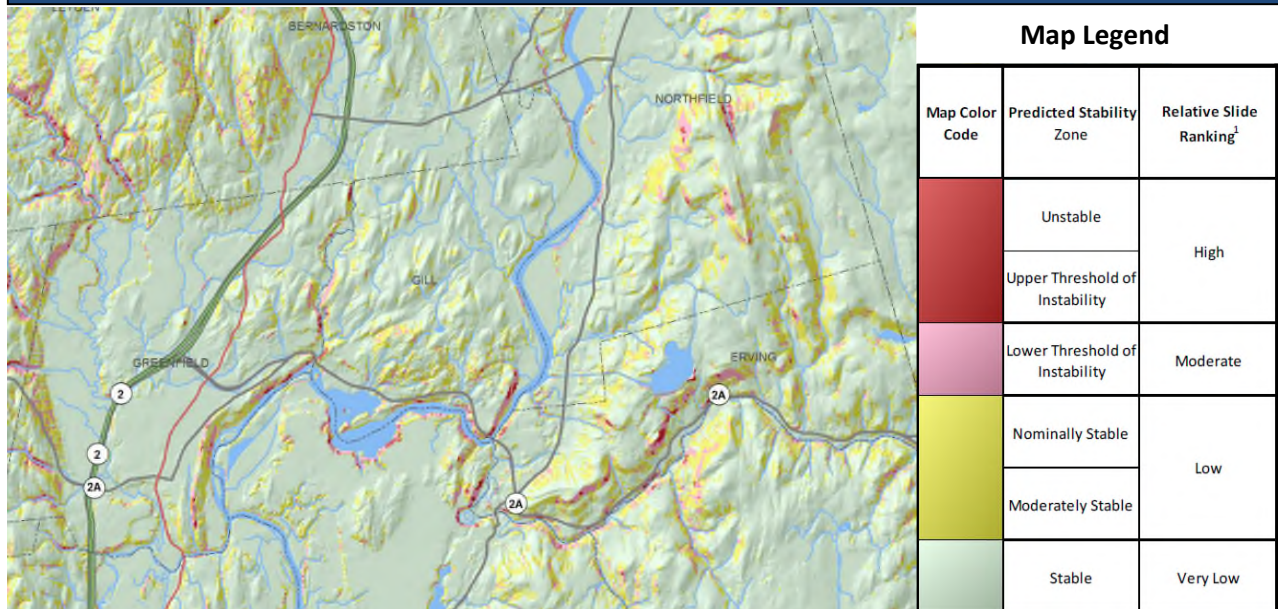 LEYDEN
BERNARDSTON
NORTHFIELD
GILL
GREENFIELD
ERVING
2
2A
2
2A
2A
Map Legend
Map Color Code
Predicted Stability Zone
Relative Slide Ranking1
Unstable
High
Upper Threshold of Instability
Lower Threshold of Instability
Moderate
Nominally Stable
Low
Moderately Stable
Stable
Very Low